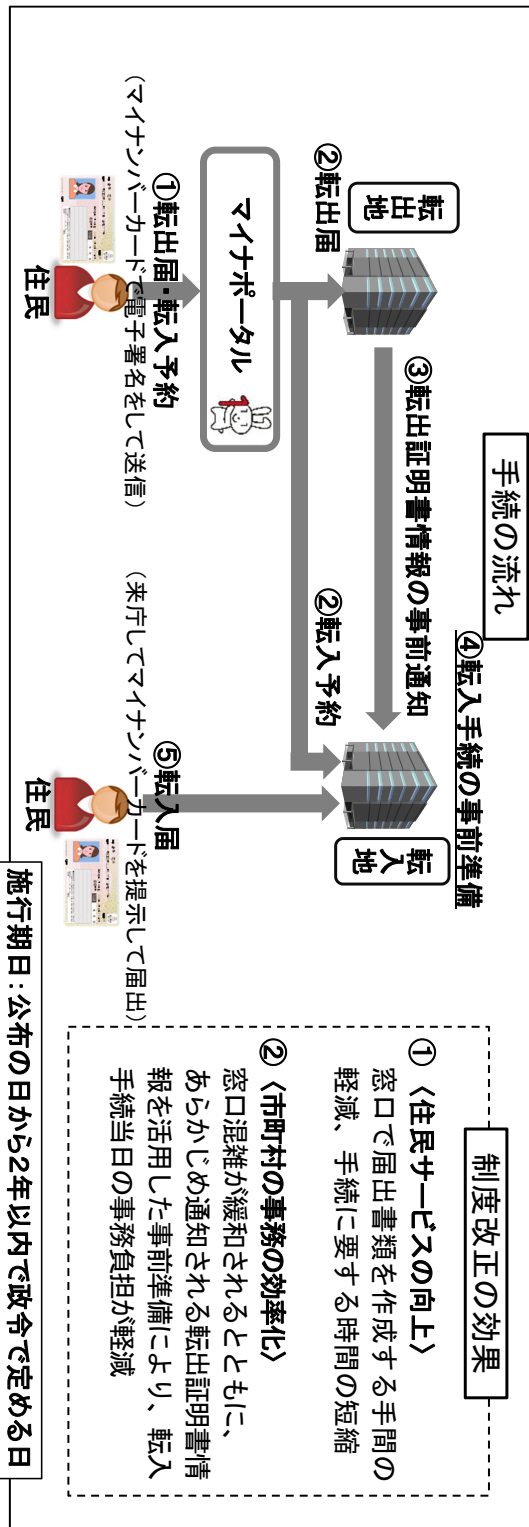 手続の流れ
転出地
②転出届
③転出証明書情報の事前通知
④転入手続の事前準備
転入地
②転入予約
マイナポータル
①転出届・転入予約
(マイナンバーカードで電子署名をして送信)
住民
⑤転入届
(来庁してマイナンバーカードを提示して届出)
住民
制度改正の効果
① 〈住民サービスの向上〉
窓口で届出書類を作成する手間の
軽減、手続に要する時間の短縮
② 〈市町村の事務の効率化〉
窓口混雑が緩和されるとともに、
あらかじめ通知される転出証明書情
報を活用した事前準備により、転入
手続当日の事務負担が軽減
施行期日：公布の日から2年以内で政令で定める日